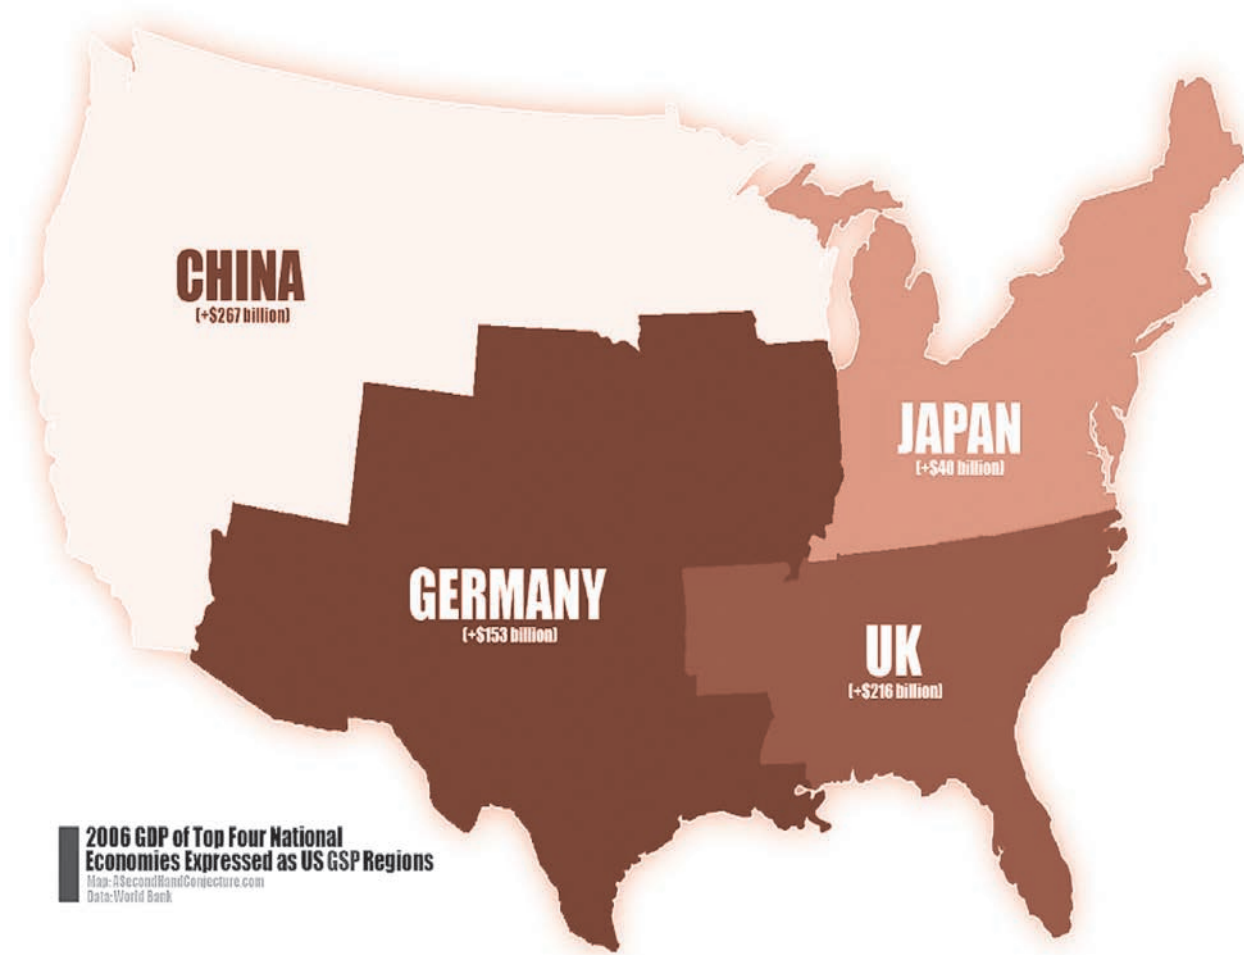 CHINA
(+$267 billion)
JAPAN
(+$40 billion)
GERMANY
(+$153 billion)
UK
(+$216 billion)
2006 GDP of Top Four National
Economies Expressed as US GSP Regions
Map: ASecondHandConjecture.com
Data: World Bank